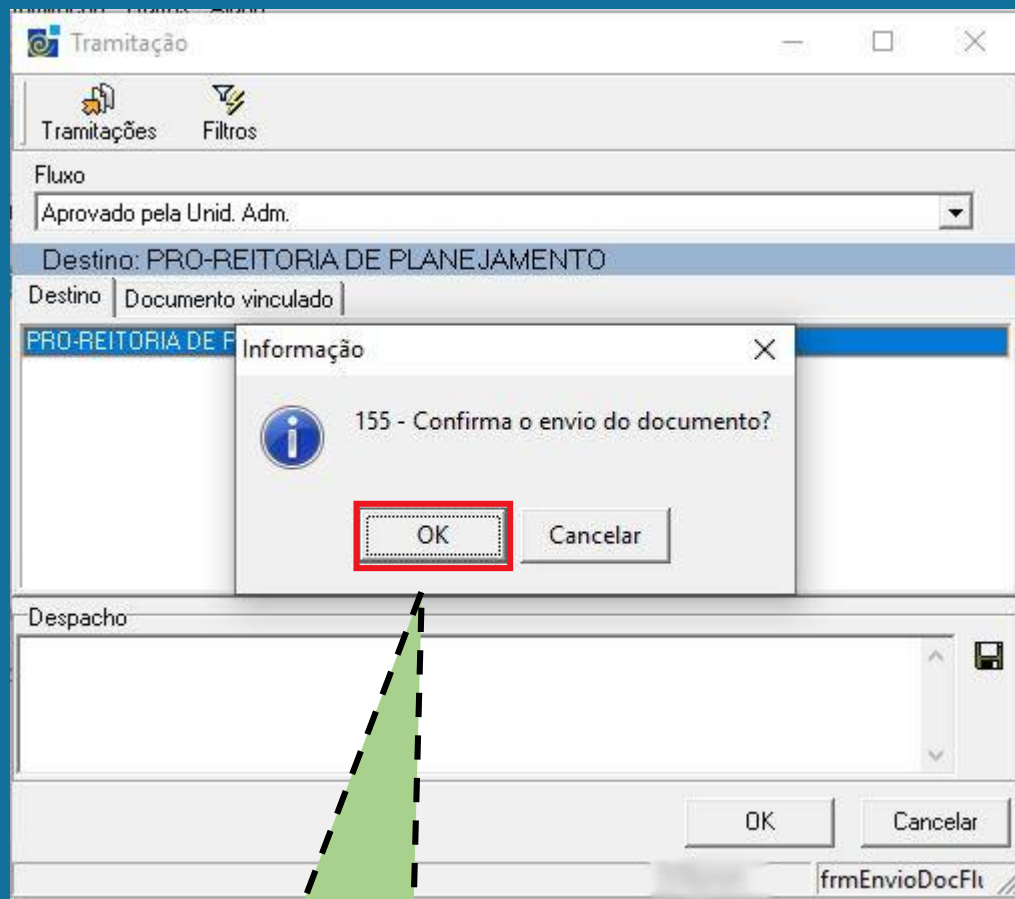 Tramitação
Tramitações Filtros
Fluxo
Aprovado pela Unid. Adm.
Destino: PRO-REITORIA DE PLANEJAMENTO
Destino Documento vinculado
PRO-REITORIA DE
Informação
155 - Confirma o envio do documento?
OK Cancelar
Despacho
OK Cancelar
frmEnvioDocFlu